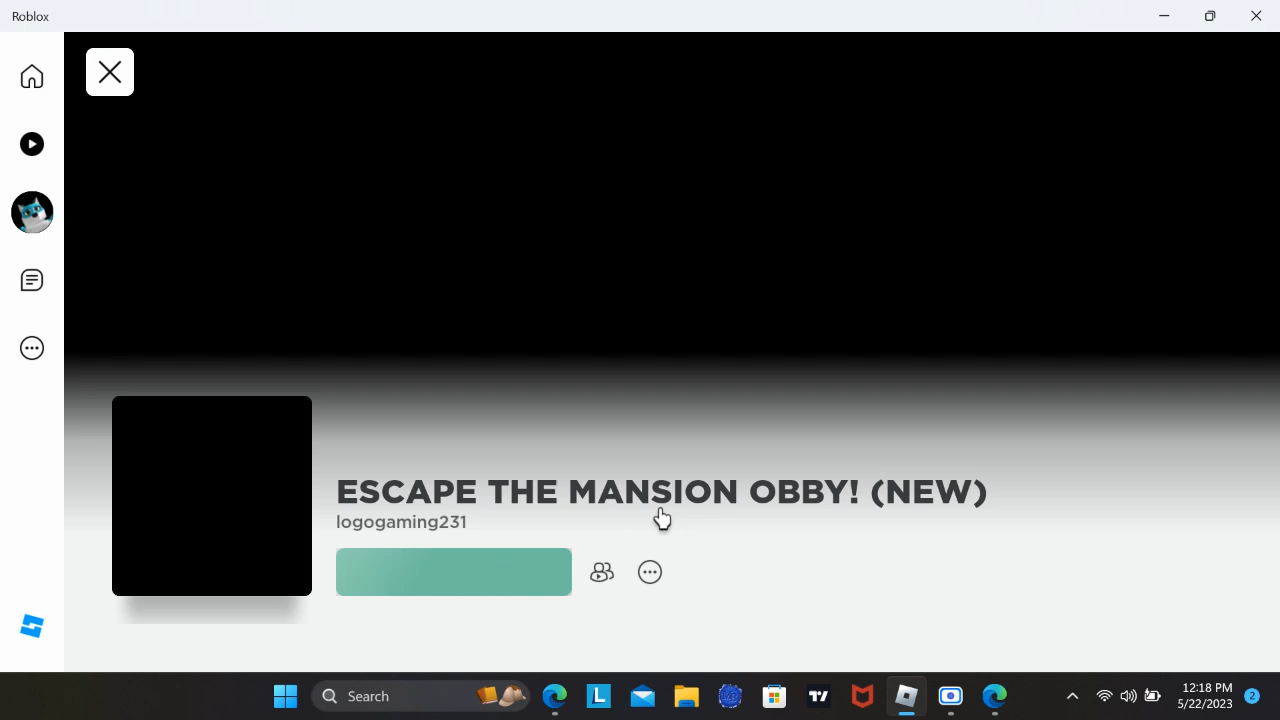 Roblox
ESCAPE THE MANSION OBBY! (NEW)
logogaming231
Search
L
12:18 PM
5/22/2023
2